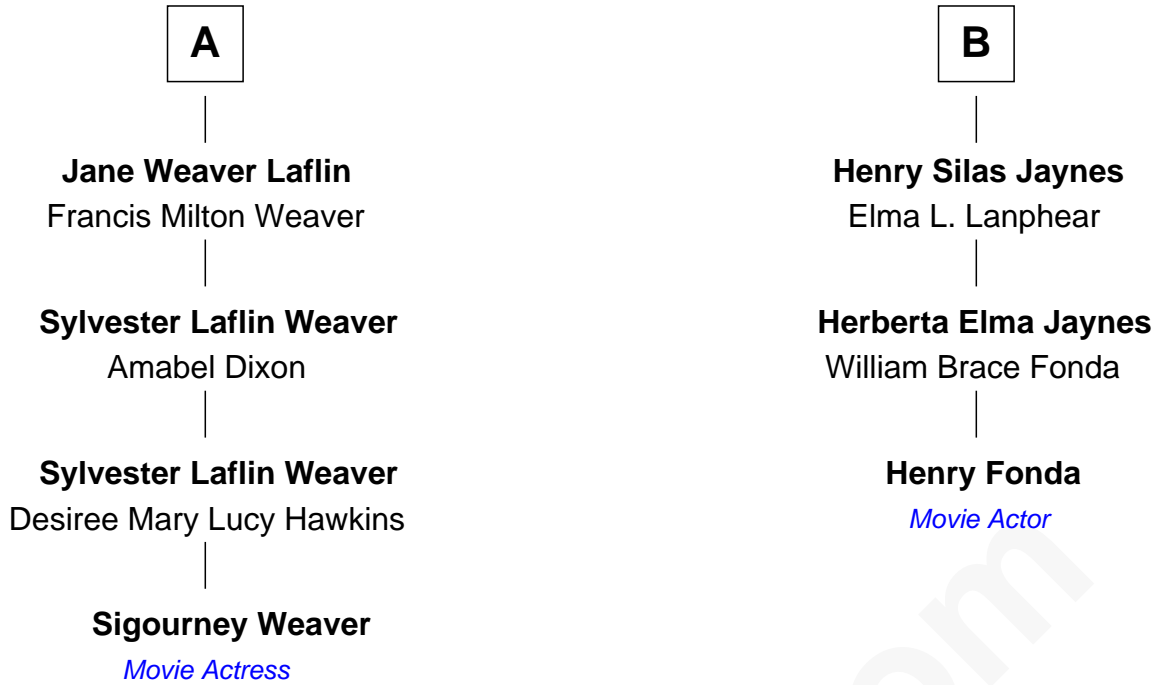 A
Jane Weaver Laflin
Francis Milton Weaver
Sylvester Laflin Weaver
Amabel Dixon
Sylvester Laflin Weaver
Desiree Mary Lucy Hawkins
Sigourney Weaver
Movie Actress
B
Henry Silas Jaynes
Elma L. Lanphear
Herberta Elma Jaynes
William Brace Fonda
Henry Fonda
Movie Actor
om